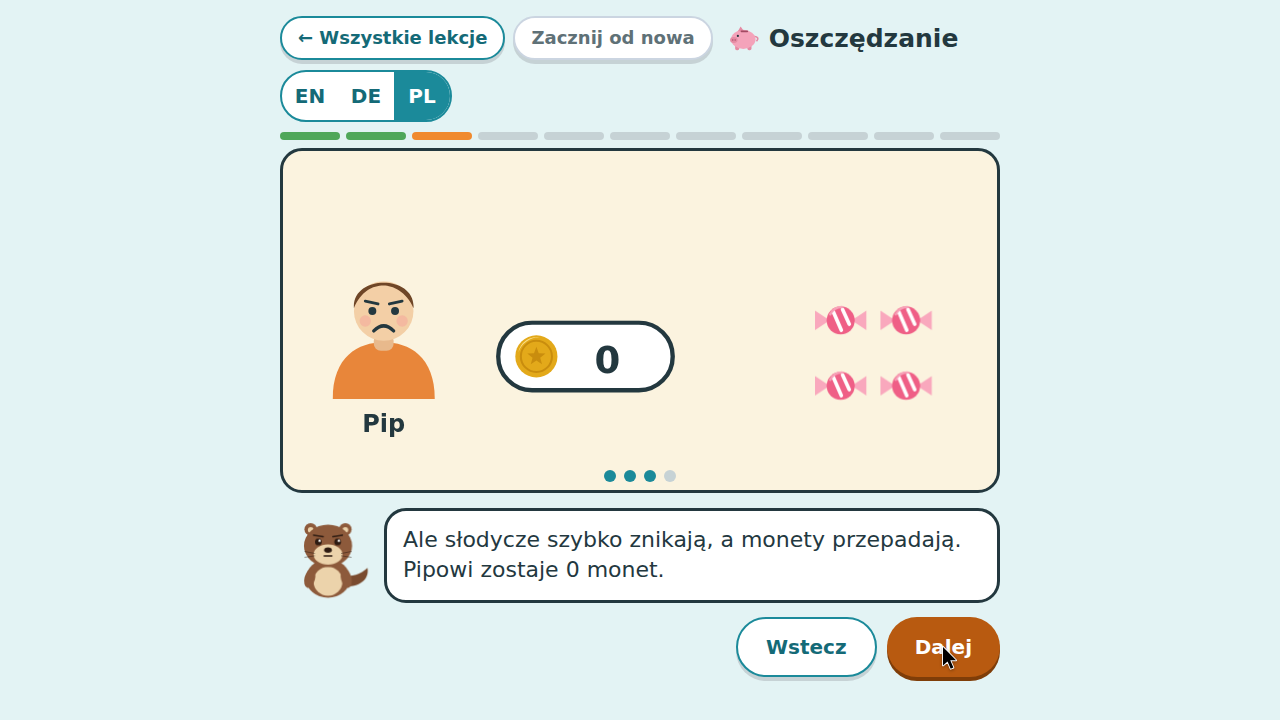 ← Wszystkie lekcje
Zacznij od nowa
Oszczędzanie
EN DE PL
0
Pip
Ale słodycze szybko znikają, a monety przepadają.
Pipowi zostaje 0 monet.
Wstecz
Dalej